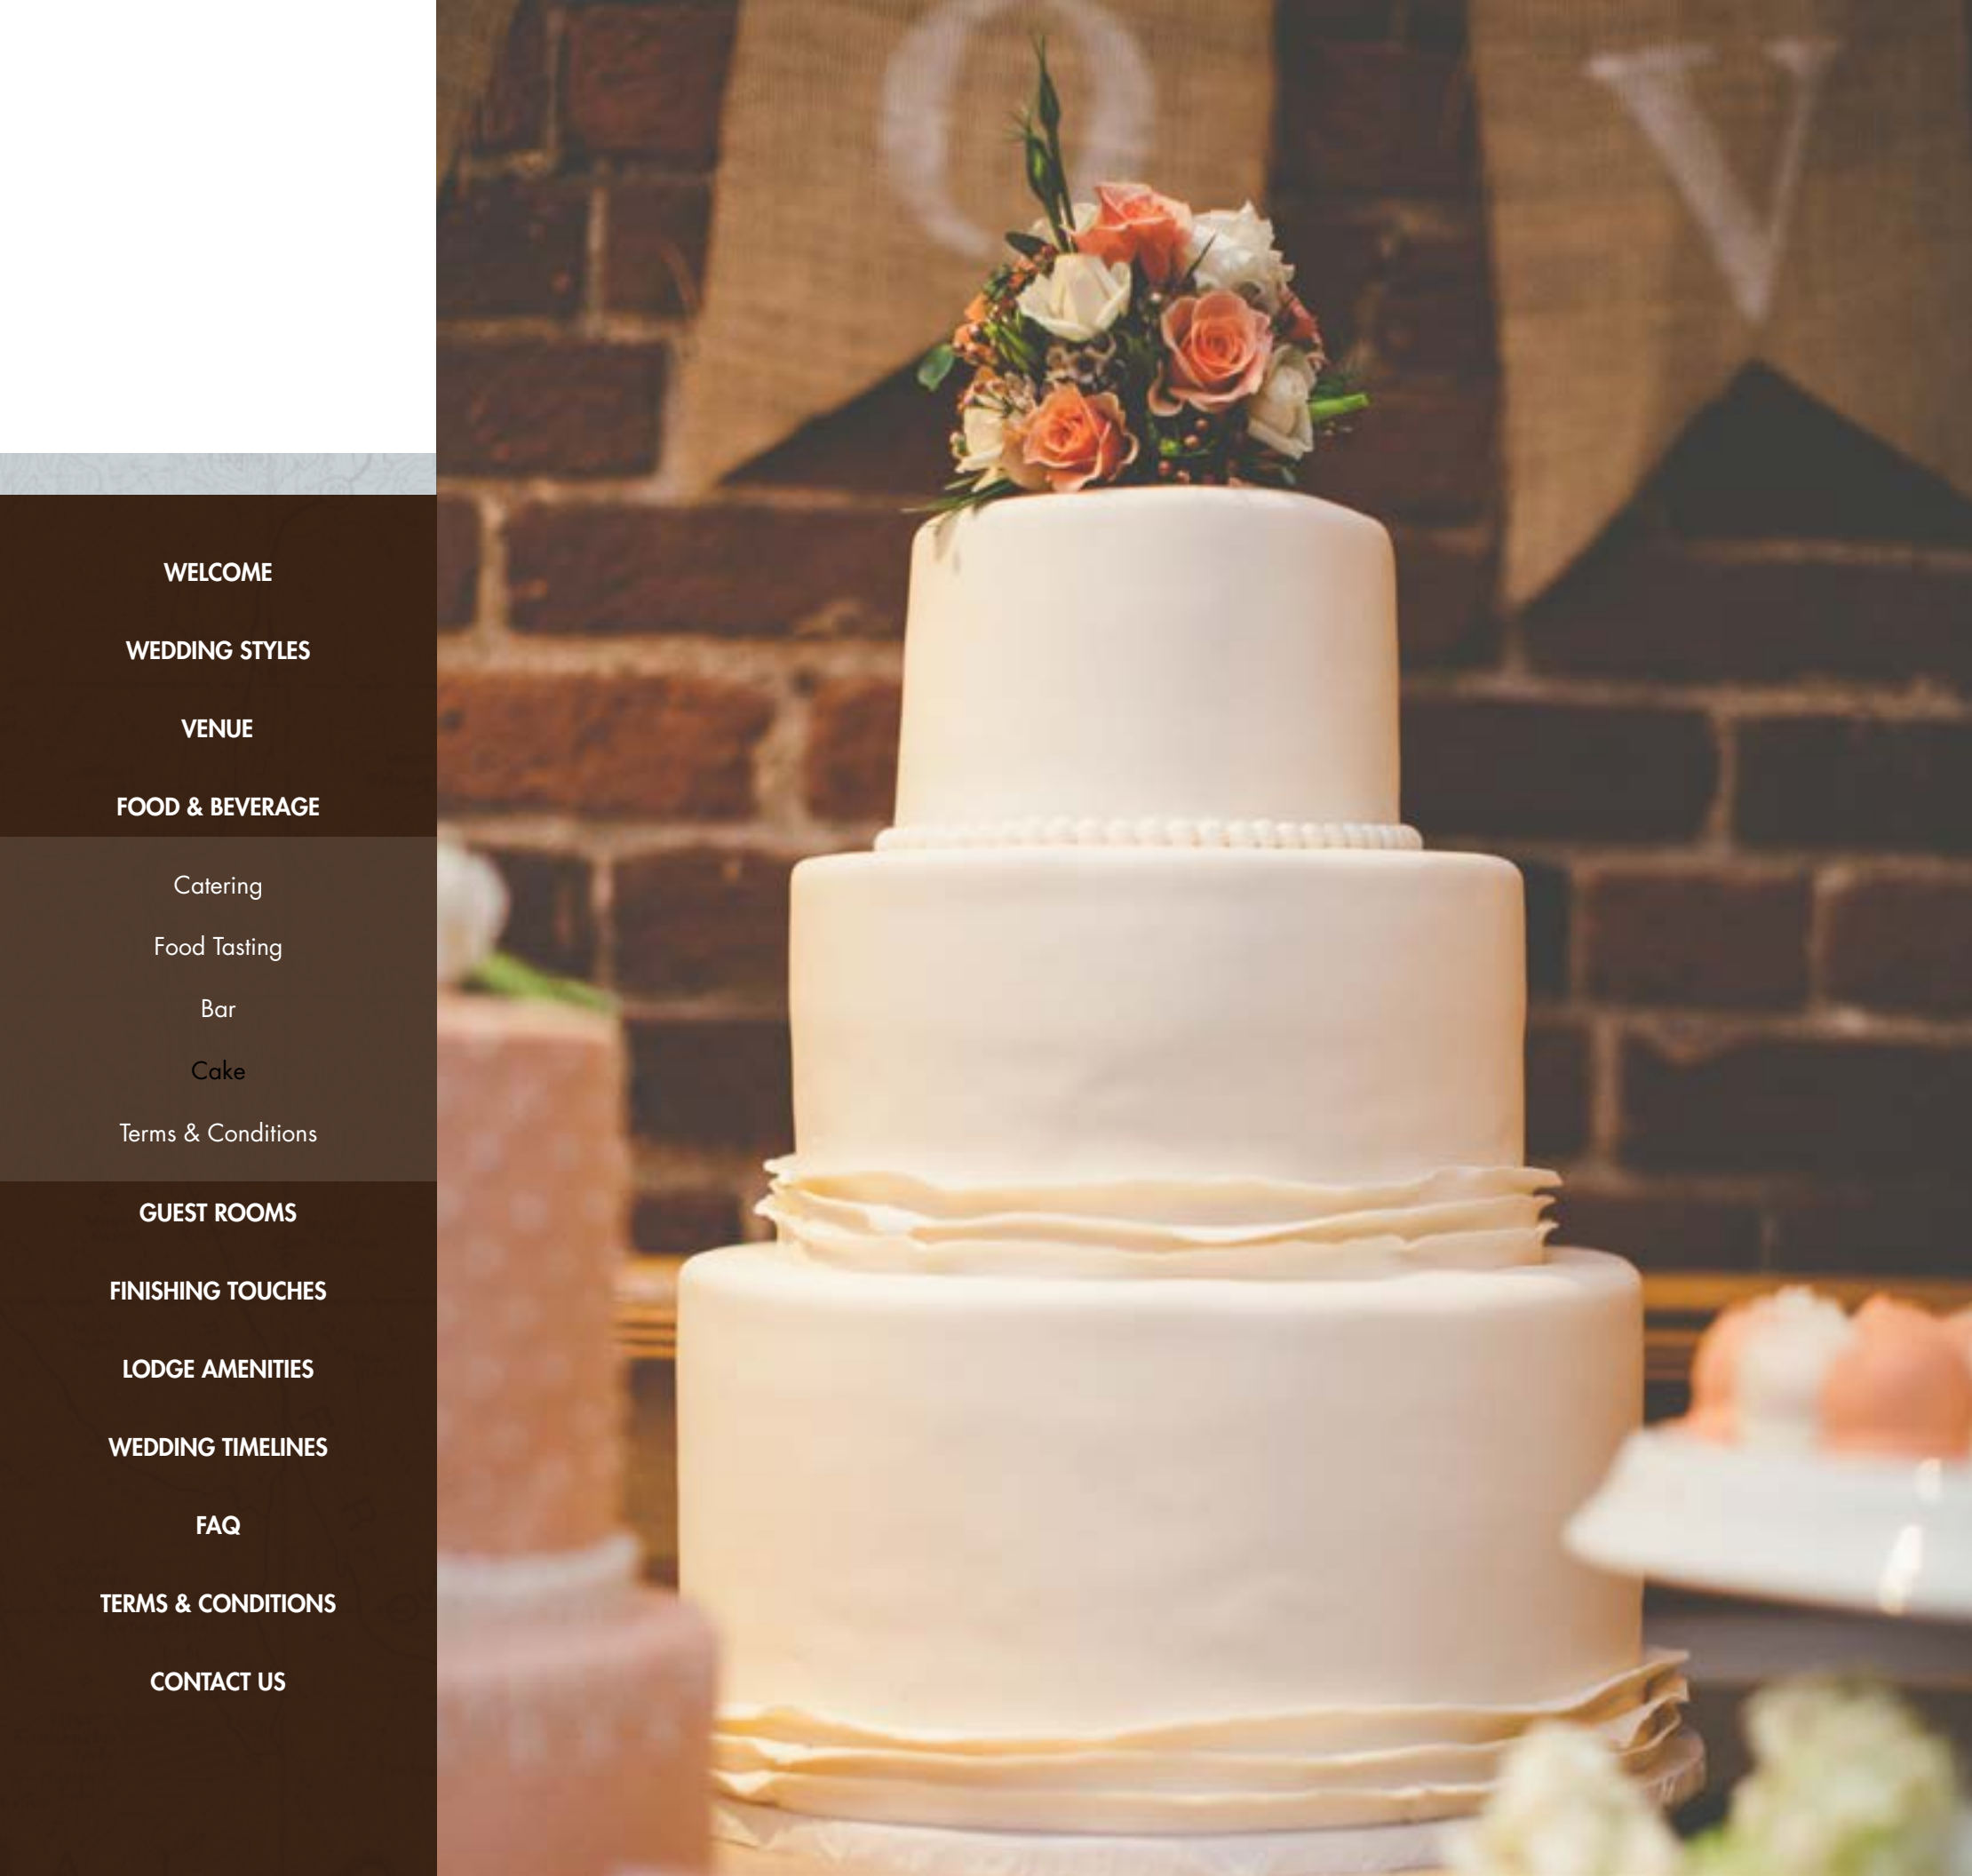 O V
WELCOME
WEDDING STYLES
VENUE
FOOD & BEVERAGE
Catering
Food Tasting
Bar
Cake
Terms & Conditions
GUEST ROOMS
FINISHING TOUCHES
LODGE AMENITIES
WEDDING TIMELINES
FAQ
TERMS & CONDITIONS
CONTACT US